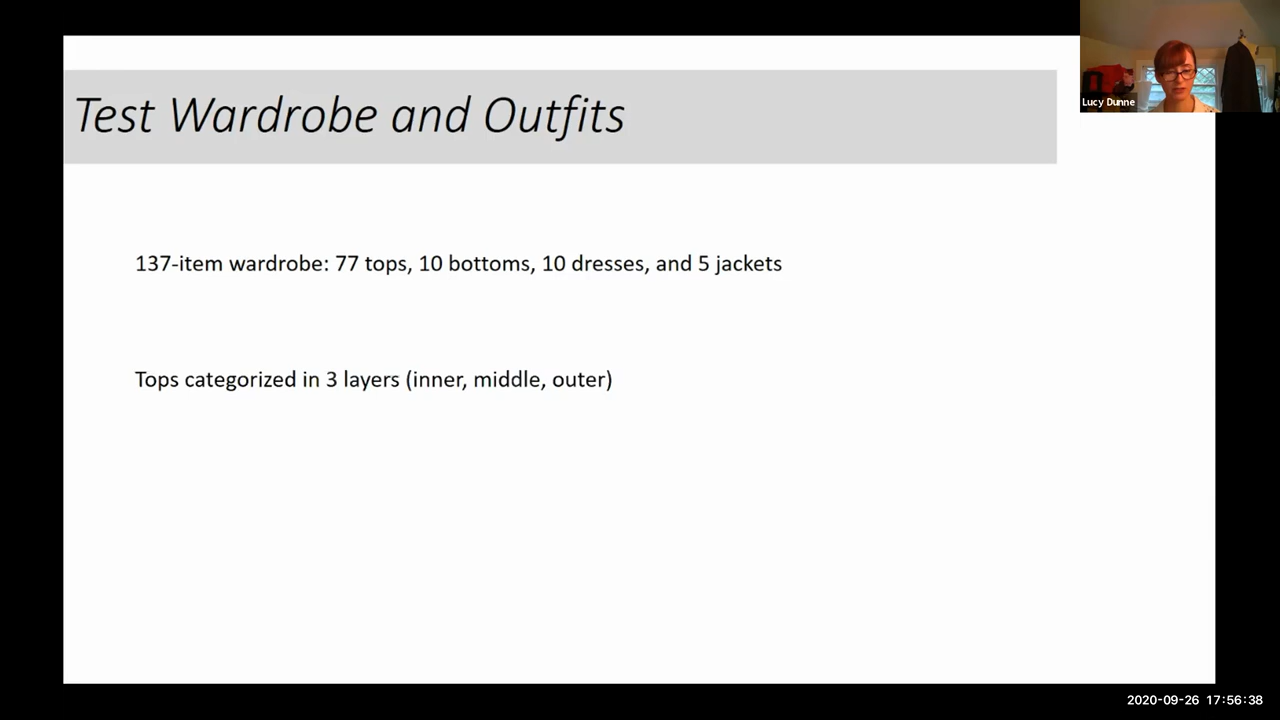 Test Wardrobe and Outfits
Lucy Dunne
137-item wardrobe: 77 tops, 10 bottoms, 10 dresses, and 5 jackets
Tops categorized in 3 layers (inner, middle, outer)
2020-09-26 17:56:38